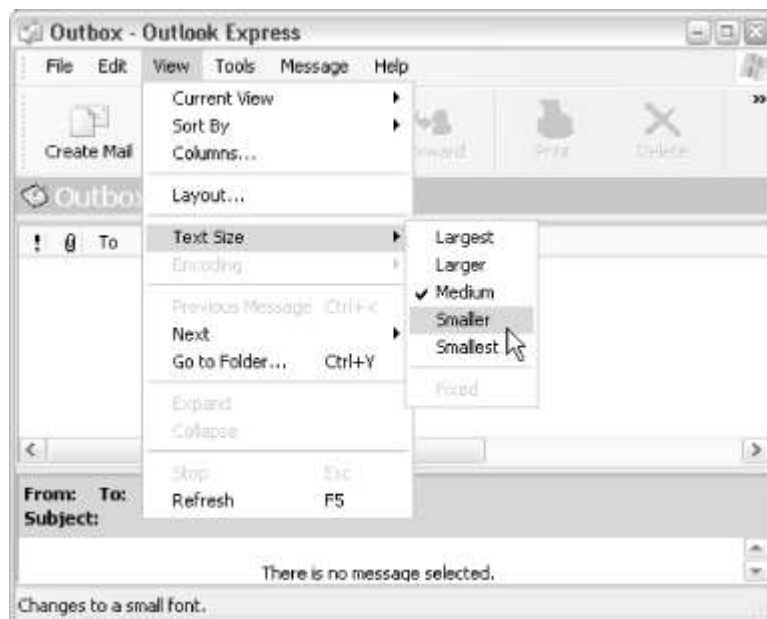 Outbox - Outlook Express
File Edit View Tools Message Help
Create Mail
Print
Delete
Outbox
! To
Current View
Sort By
Columns...
Layout...
Text Size
Encoding
Previous Message Ctrl+<
Next
Go to Folder... Ctrl+Y
Expand
Collapse
Stop Esc
Refresh F5
Largest
Larger
Medium
Smaller
Smallest
Fixed
From: To:
Subject:
There is no message selected.
Changes to a small font.